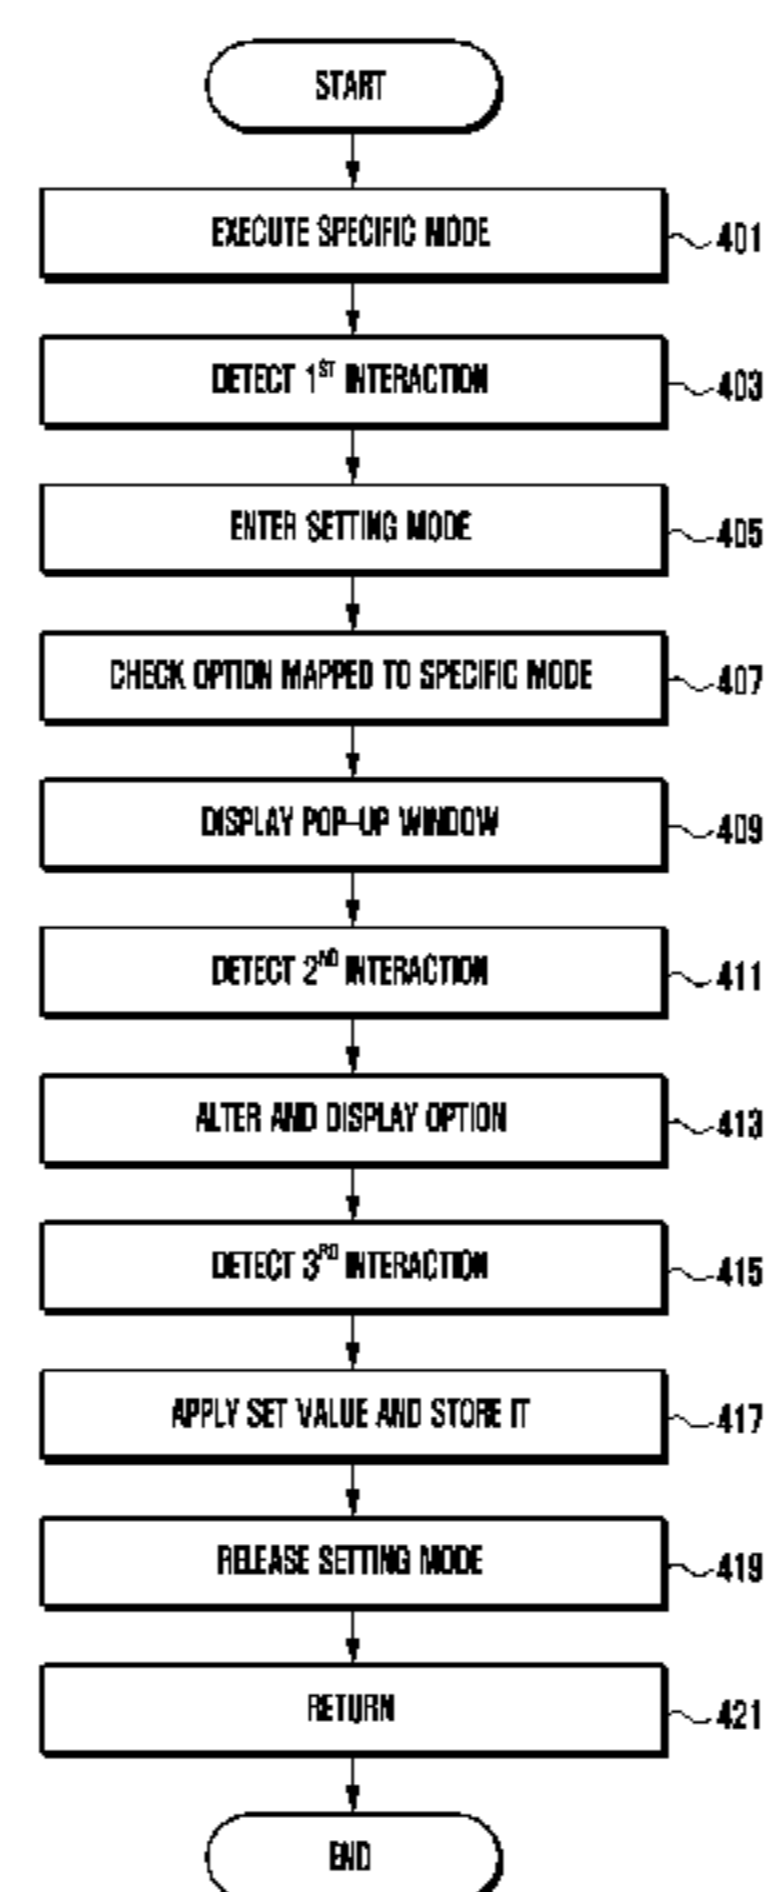 START
EXECUTE SPECIFIC MODE
401
DETECT 1ST INTERACTION
403
ENTER SETTING MODE
405
CHECK OPTION MAPPED TO SPECIFIC MODE
407
DISPLAY POP-UP WINDOW
409
DETECT 2ND INTERACTION
411
ALTER AND DISPLAY OPTION
413
DETECT 3RD INTERACTION
415
APPLY SET VALUE AND STORE IT
417
RELEASE SETTING MODE
419
RETURN
421
END